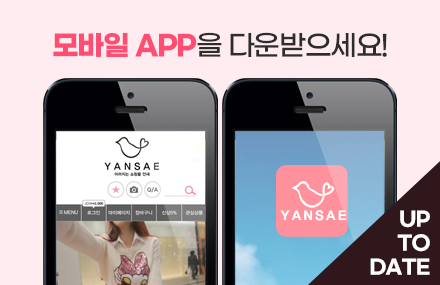 모바일 APP을 다운받으세요!
YANSAE
Q/A
☰ MENU
로그인
마이페이지
장바구니
신상5%
관심상품
YANSAE
UP
TO
DATE